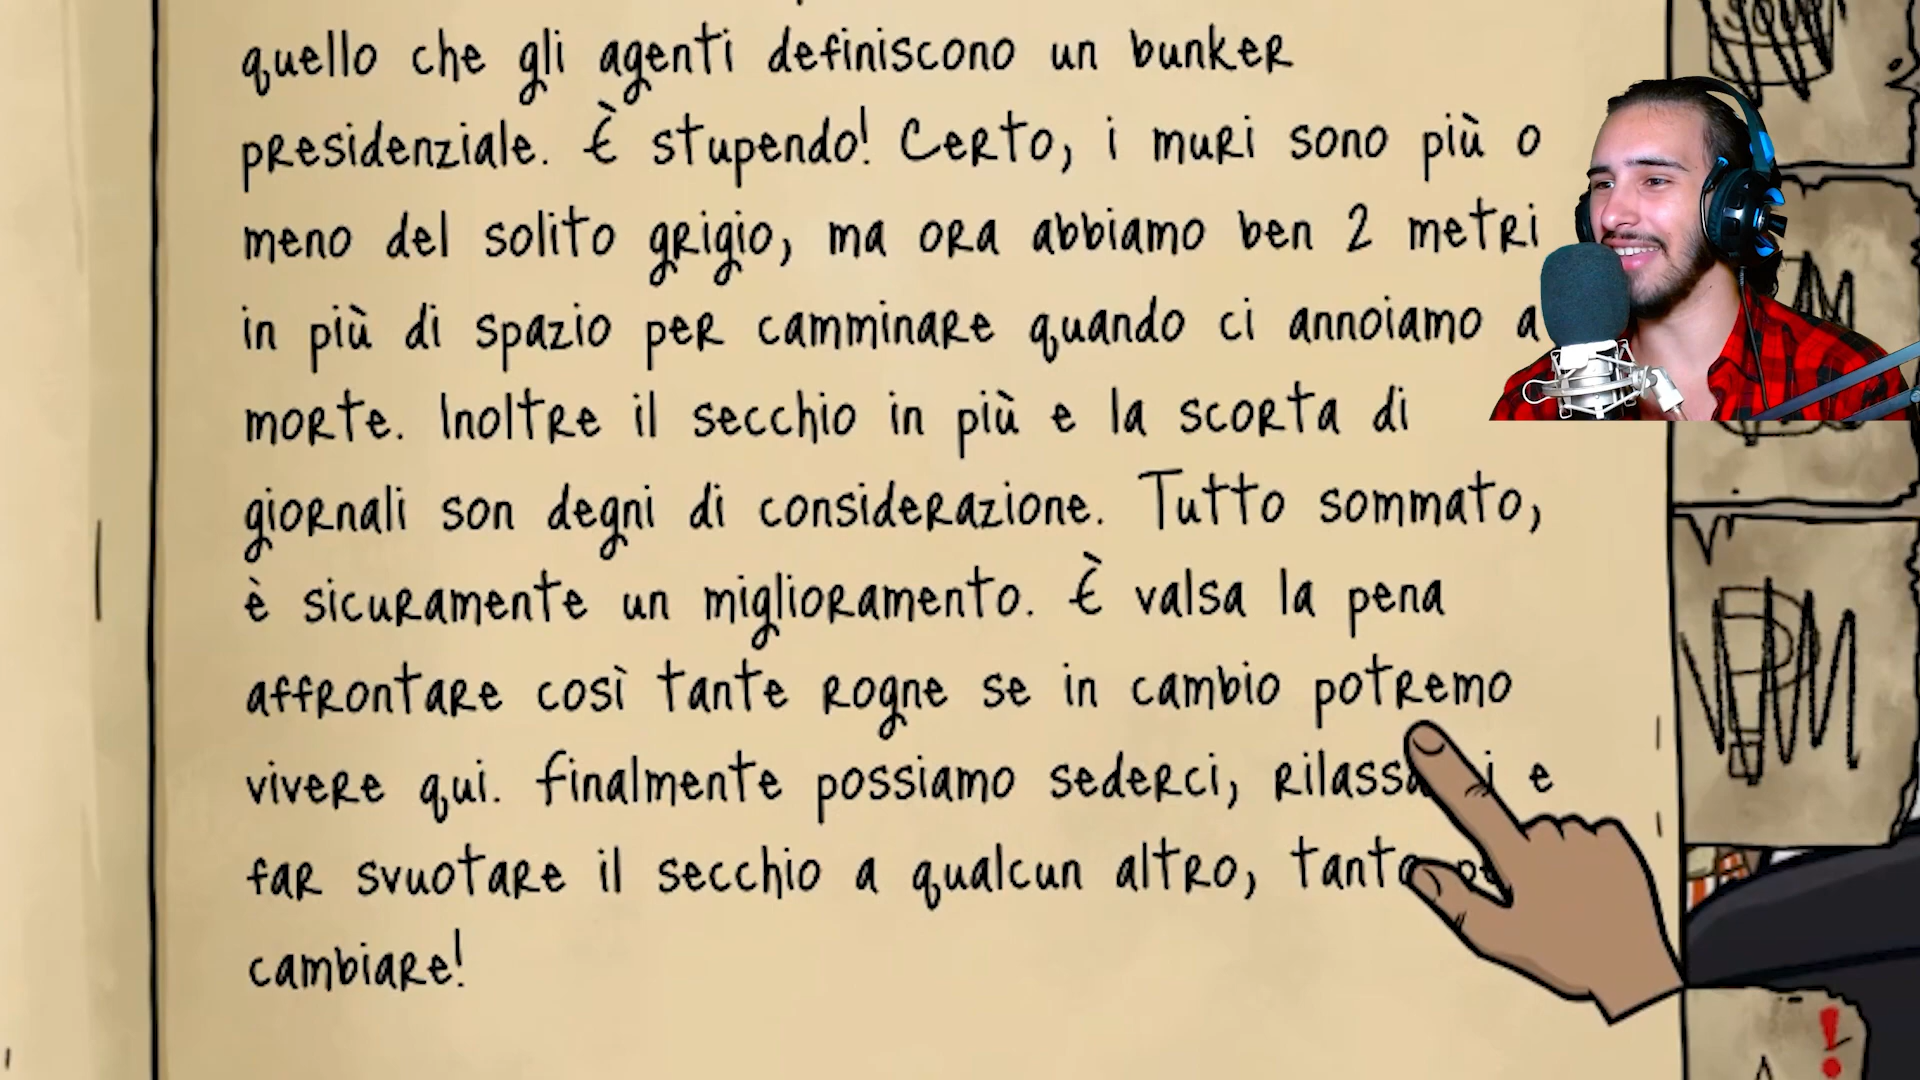 quello che gli agenti definiscono un bunker
presidenziale. È stupendo! Certo, i muri sono più o
meno del solito grigio, ma ora abbiamo ben 2 metri
in più di spazio per camminare quando ci annoiamo a
morte. Inoltre il secchio in più e la scorta di
giornali son degni di considerazione. Tutto sommato,
è sicuramente un miglioramento. È valsa la pena
affrontare così tante rogne se in cambio potremo
vivere qui. Finalmente possiamo sederci, e
far svuotare il secchio a qualcun altro, tanto
cambiare!